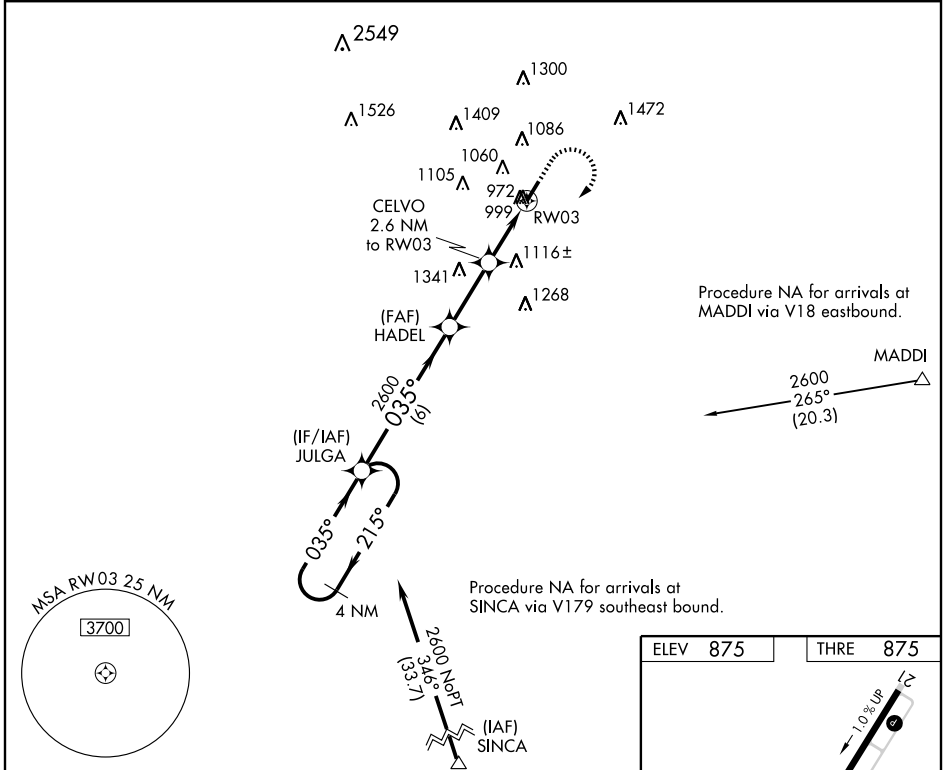 2549
1300
1526
1409
1472
1086
1060
1105
972
999
RW03
CELVO
2.6 NM
to RW03
1116±
1341
1268
(FAF)
HADEL
Procedure NA for arrivals at
MADDI via V18 eastbound.
MADDI
2600
265°
(20.3)
2600
035°
(6)
(IF/IAF)
JULGA
035°
215°
4 NM
Procedure NA for arrivals at
SINCA via V179 southeast bound.
MSA RW03 25 NM
3700
2600 NoPT
346°
(33.7)
(IAF)
SINCA
ELEV 875
THRE 875
21
1.0% UP
P